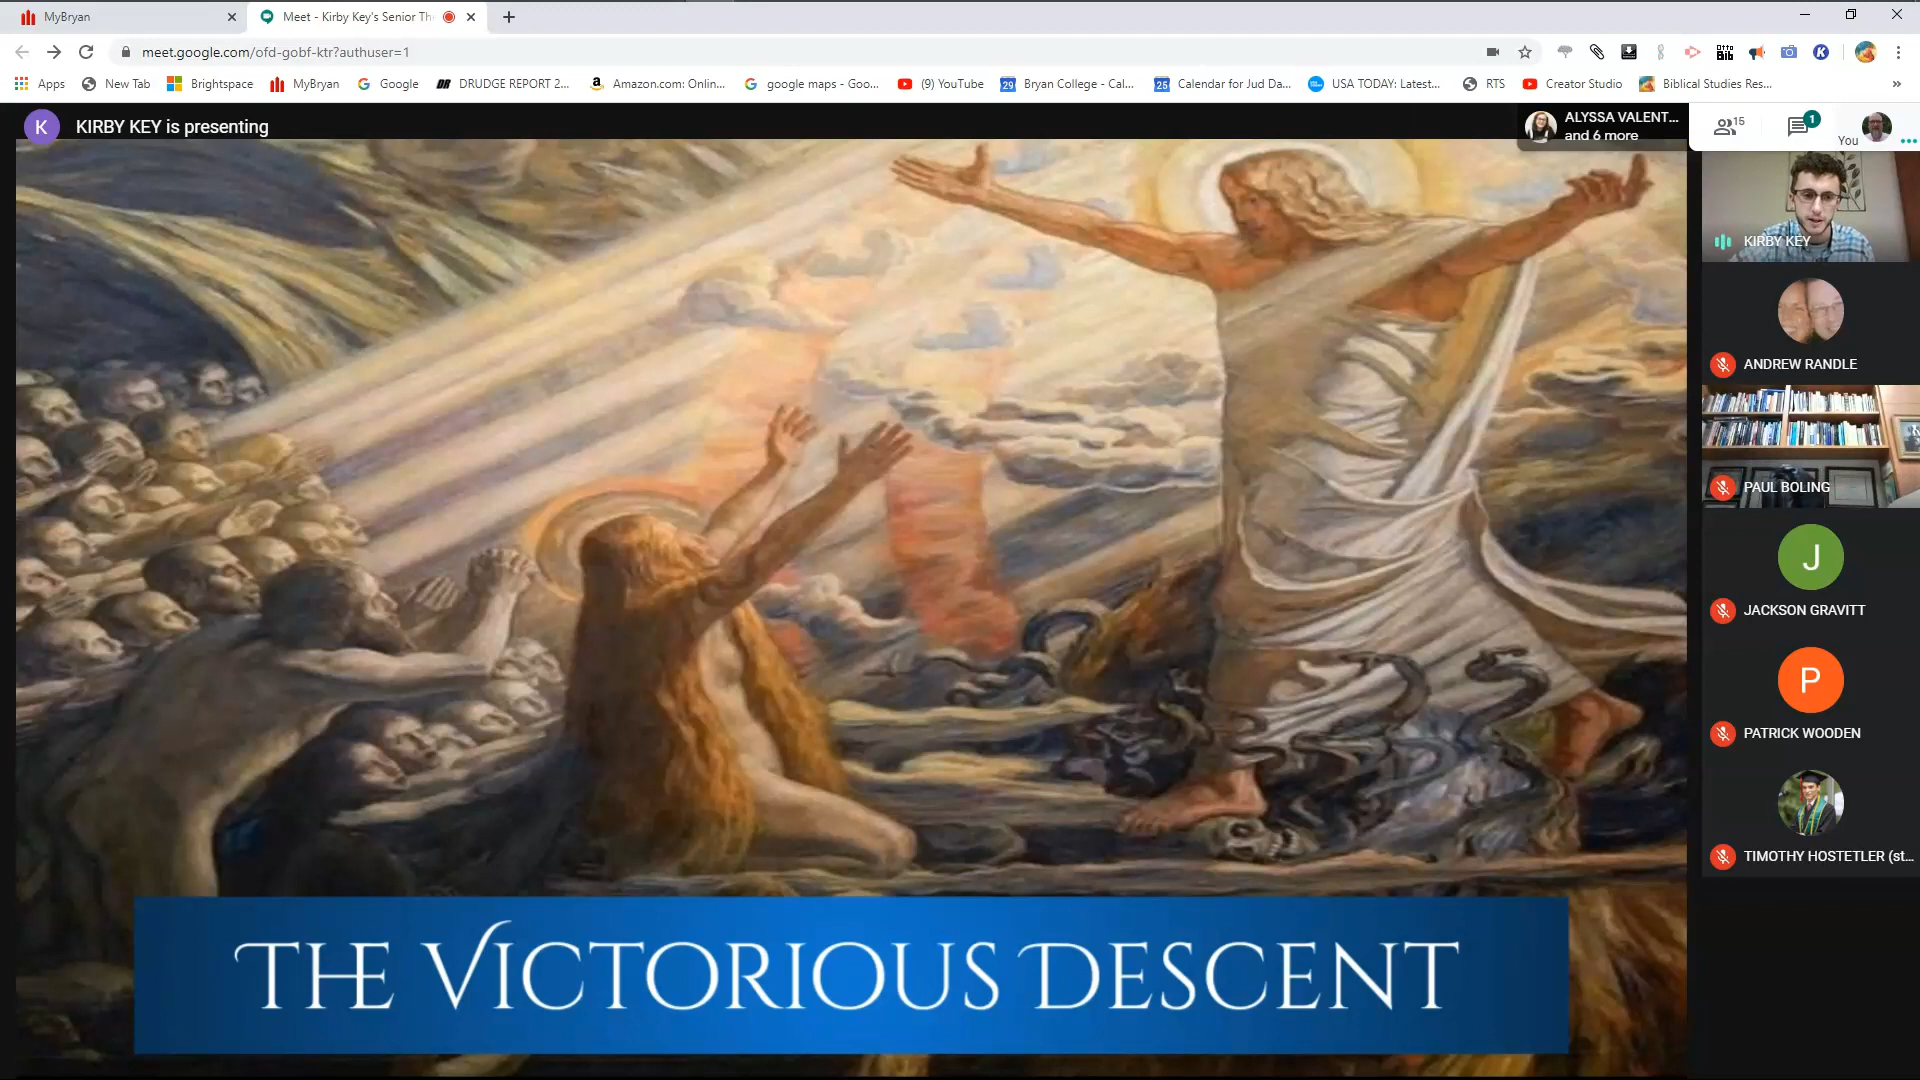 MyBryan
Meet - Kirby Key's Senior Th
meet.google.com/ofd-gobf-ktr?authuser=1
Apps
New Tab
Brightspace
MyBryan
Google
DRUDGE REPORT 2...
Amazon.com: Onlin...
google maps - Goo...
(9) YouTube
Bryan College - Cal...
Calendar for Jud Da...
USA TODAY: Latest...
RTS
Creator Studio
Biblical Studies Res...
»
K
KIRBY KEY is presenting
ALYSSA VALENT...
and 6 more
15
1
You
KIRBY KEY
ANDREW RANDLE
PAUL BOLING
J
JACKSON GRAVITT
P
PATRICK WOODEN
TIMOTHY HOSTETLER (st...
THE VICTORIOUS DESCENT